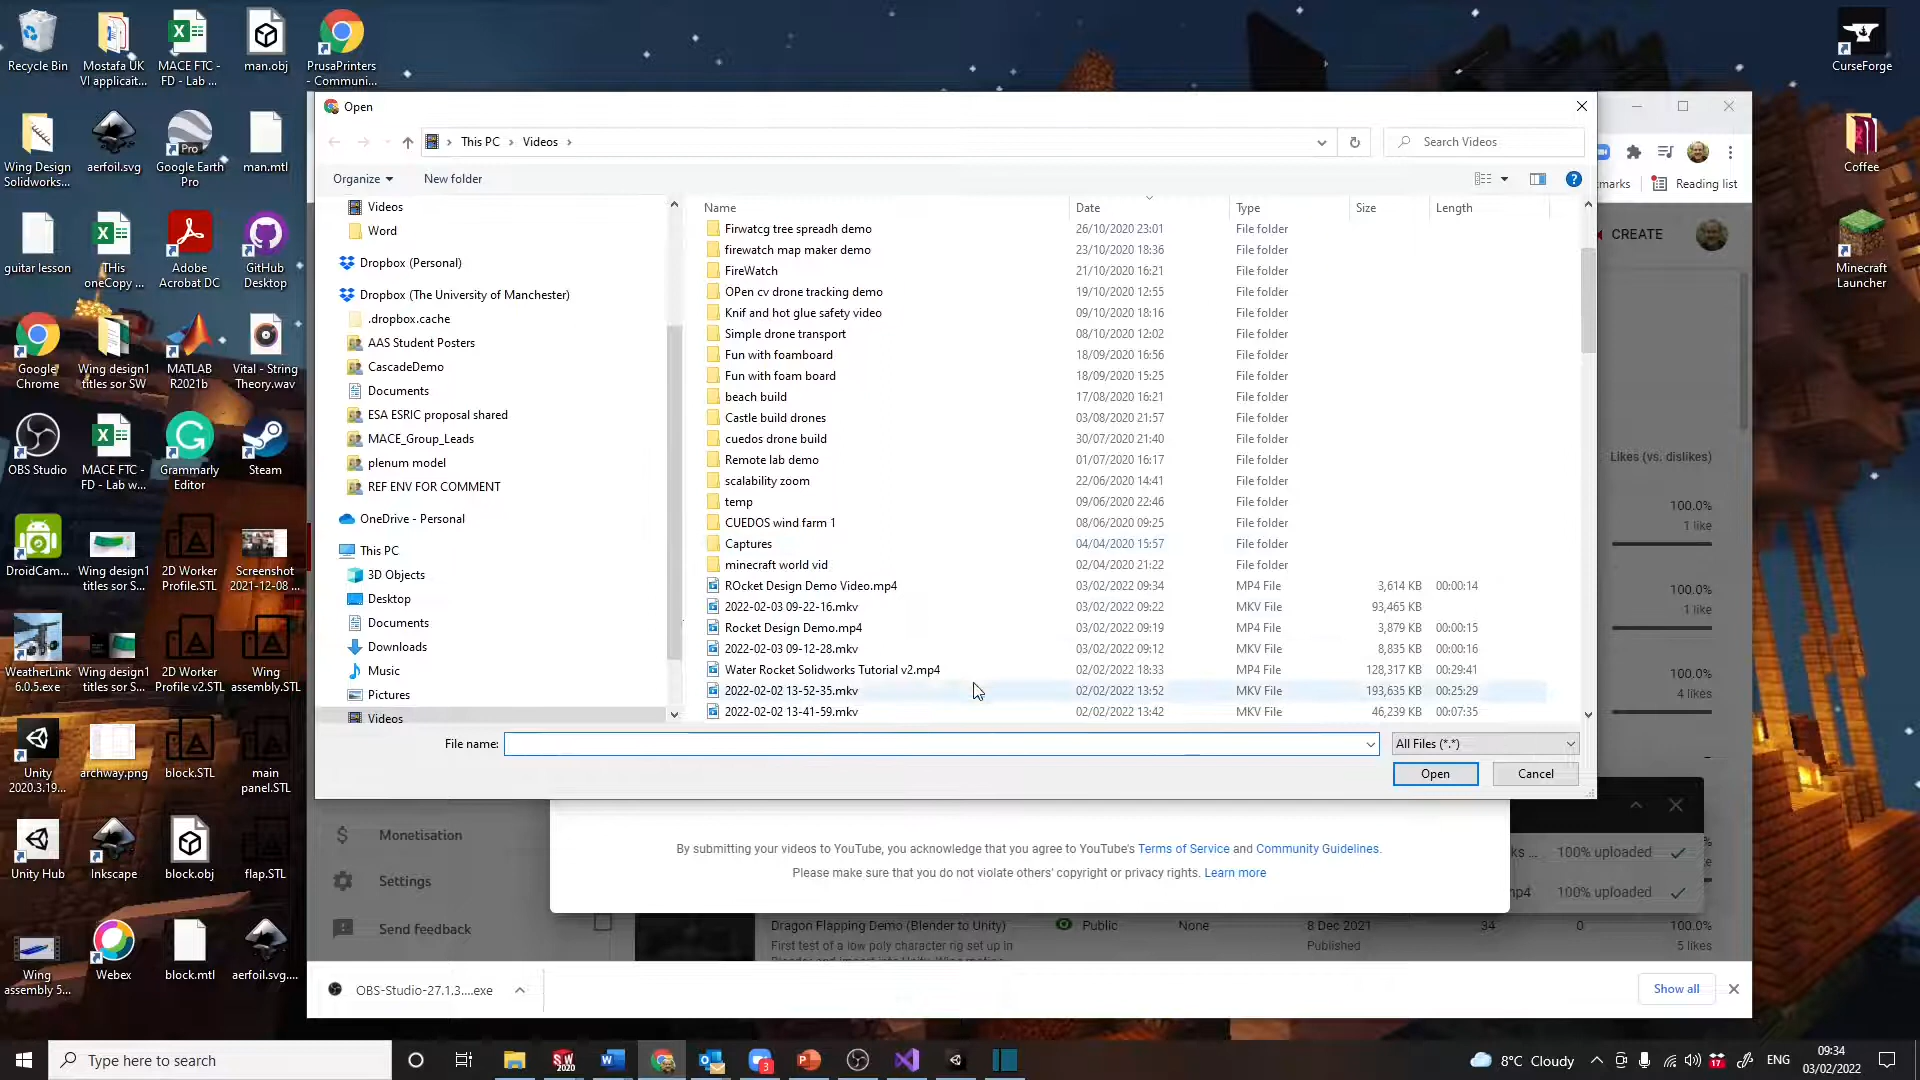 Recycle Bin
Mostafa UK
VI applicait...
MACE FTC -
FD - Lab ...
man.obj
PrusaPrinters
- Communi...
CurseForge
Wing Design
Solidworks...
aerfoil.svg
Google Earth
Pro
man.mtl
Coffee
guitar lesson
THis
oneCopy ...
Adobe
Acrobat DC
GitHub
Desktop
Minecraft
Launcher
Google
Chrome
Wing design1
titles sor SW
MATLAB
R2021b
Vital - String
Theory.wav
OBS Studio
MACE FTC -
FD - Lab w...
Grammarly
Editor
Steam
DroidCam...
Wing design1
titles sor S...
2D Worker
Profile.STL
Screenshot
2021-12-08 ...
WeatherLink
6.0.5.exe
Wing design1
titles sor S...
2D Worker
Profile v2.STL
Wing
assembly.STL
Unity
2020.3.19...
archway.png
block.STL
main
panel.STL
Unity Hub
Inkscape
block.obj
flap.STL
Wing
assembly 5...
Webex
block.mtl
aerfoil.svg....
Open
This PC > Videos >
Search Videos
Organize
New folder
Reading list
CREATE
Videos
Word
Dropbox (Personal)
Dropbox (The University of Manchester)
.dropbox.cache
AAS Student Posters
CascadeDemo
Documents
ESA ESRIC proposal shared
MACE_Group_Leads
plenum model
REF ENV FOR COMMENT
OneDrive - Personal
This PC
3D Objects
Desktop
Documents
Downloads
Music
Pictures
Videos
Name Date Type Size Length
Firwatcg tree spreadh demo 26/10/2020 23:01 File folder
firewatch map maker demo 23/10/2020 18:36 File folder
FireWatch 21/10/2020 16:21 File folder
OPen cv drone tracking demo 19/10/2020 12:55 File folder
Knif and hot glue safety video 09/10/2020 18:16 File folder
Simple drone transport 08/10/2020 12:02 File folder
Fun with foamboard 18/09/2020 16:56 File folder
Fun with foam board 18/09/2020 15:25 File folder
beach build 17/08/2020 16:21 File folder
Castle build drones 03/08/2020 21:57 File folder
cuedos drone build 30/07/2020 21:40 File folder
Remote lab demo 01/07/2020 16:17 File folder
scalability zoom 22/06/2020 14:41 File folder
temp 09/06/2020 22:46 File folder
CUEDOS wind farm 1 08/06/2020 09:25 File folder
Captures 04/04/2020 15:57 File folder
minecraft world vid 02/04/2020 21:22 File folder
ROcket Design Demo Video.mp4 03/02/2022 09:34 MP4 File 3,614 KB 00:00:14
2022-02-03 09-22-16.mkv 03/02/2022 09:22 MKV File 93,465 KB
Rocket Design Demo.mp4 03/02/2022 09:19 MP4 File 3,879 KB 00:00:15
2022-02-03 09-12-28.mkv 03/02/2022 09:12 MKV File 8,835 KB 00:00:16
Water Rocket Solidworks Tutorial v2.mp4 02/02/2022 18:33 MP4 File 128,317 KB 00:29:41
2022-02-02 13-52-35.mkv 02/02/2022 13:52 MKV File 193,635 KB 00:25:29
2022-02-02 13-41-59.mkv 02/02/2022 13:42 MKV File 46,239 KB 00:07:35
File name:
All Files (*.*)
Open
Cancel
Likes (vs. dislikes)
100.0%
1 like
100.0%
1 like
100.0%
4 likes
Monetisation
Settings
Send feedback
By submitting your videos to YouTube, you acknowledge that you agree to YouTube's Terms of Service and Community Guidelines.
Please make sure that you do not violate others' copyright or privacy rights. Learn more
ks ... 100% uploaded
mp4 100% uploaded
Dragon Flapping Demo (Blender to Unity) Public None 8 Dec 2021 34 0 100.0%
First test of a low poly character rig set up in Published 5 likes
OBS-Studio-27.1.3....exe
Show all
Type here to search
8°C Cloudy
ENG
09:34
03/02/2022